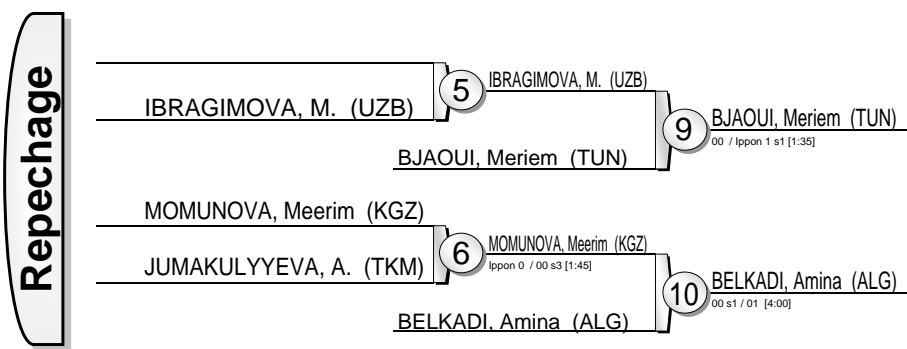 Repechage
IBRAGIMOVA, M. (UZB)
5
IBRAGIMOVA, M. (UZB)
BJAOUI, Meriem (TUN)
9
BJAOUI, Meriem (TUN)
00 / Ippon 1 s1 [1:35]
MOMUNOVA, Meerim (KGZ)
JUMAKULYYEVA, A. (TKM)
6
MOMUNOVA, Meerim (KGZ)
Ippon 0 / 00 s3 [1:45]
BELKADI, Amina (ALG)
10
BELKADI, Amina (ALG)
00 s1 / 01 [4:00]